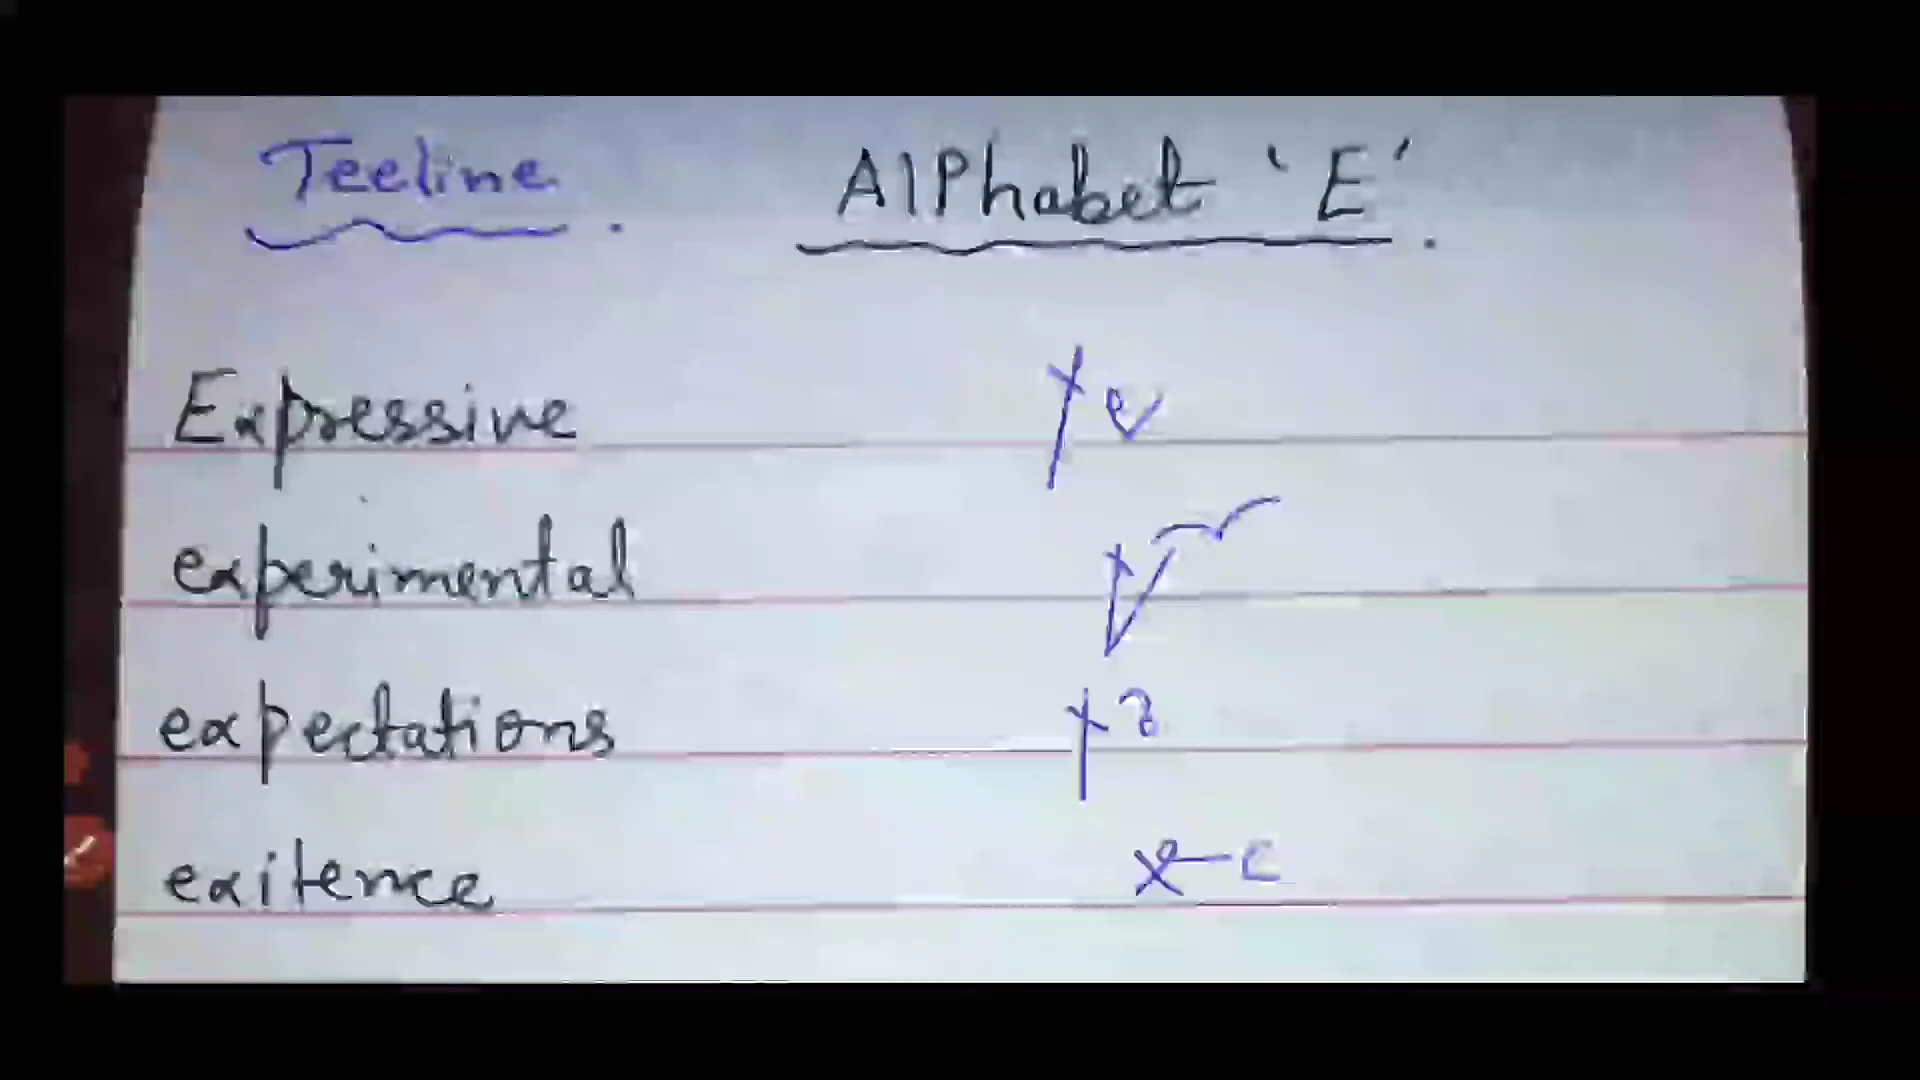 Teeline. Alphabet 'E'.
Expressive
experimental
expectations
exitence